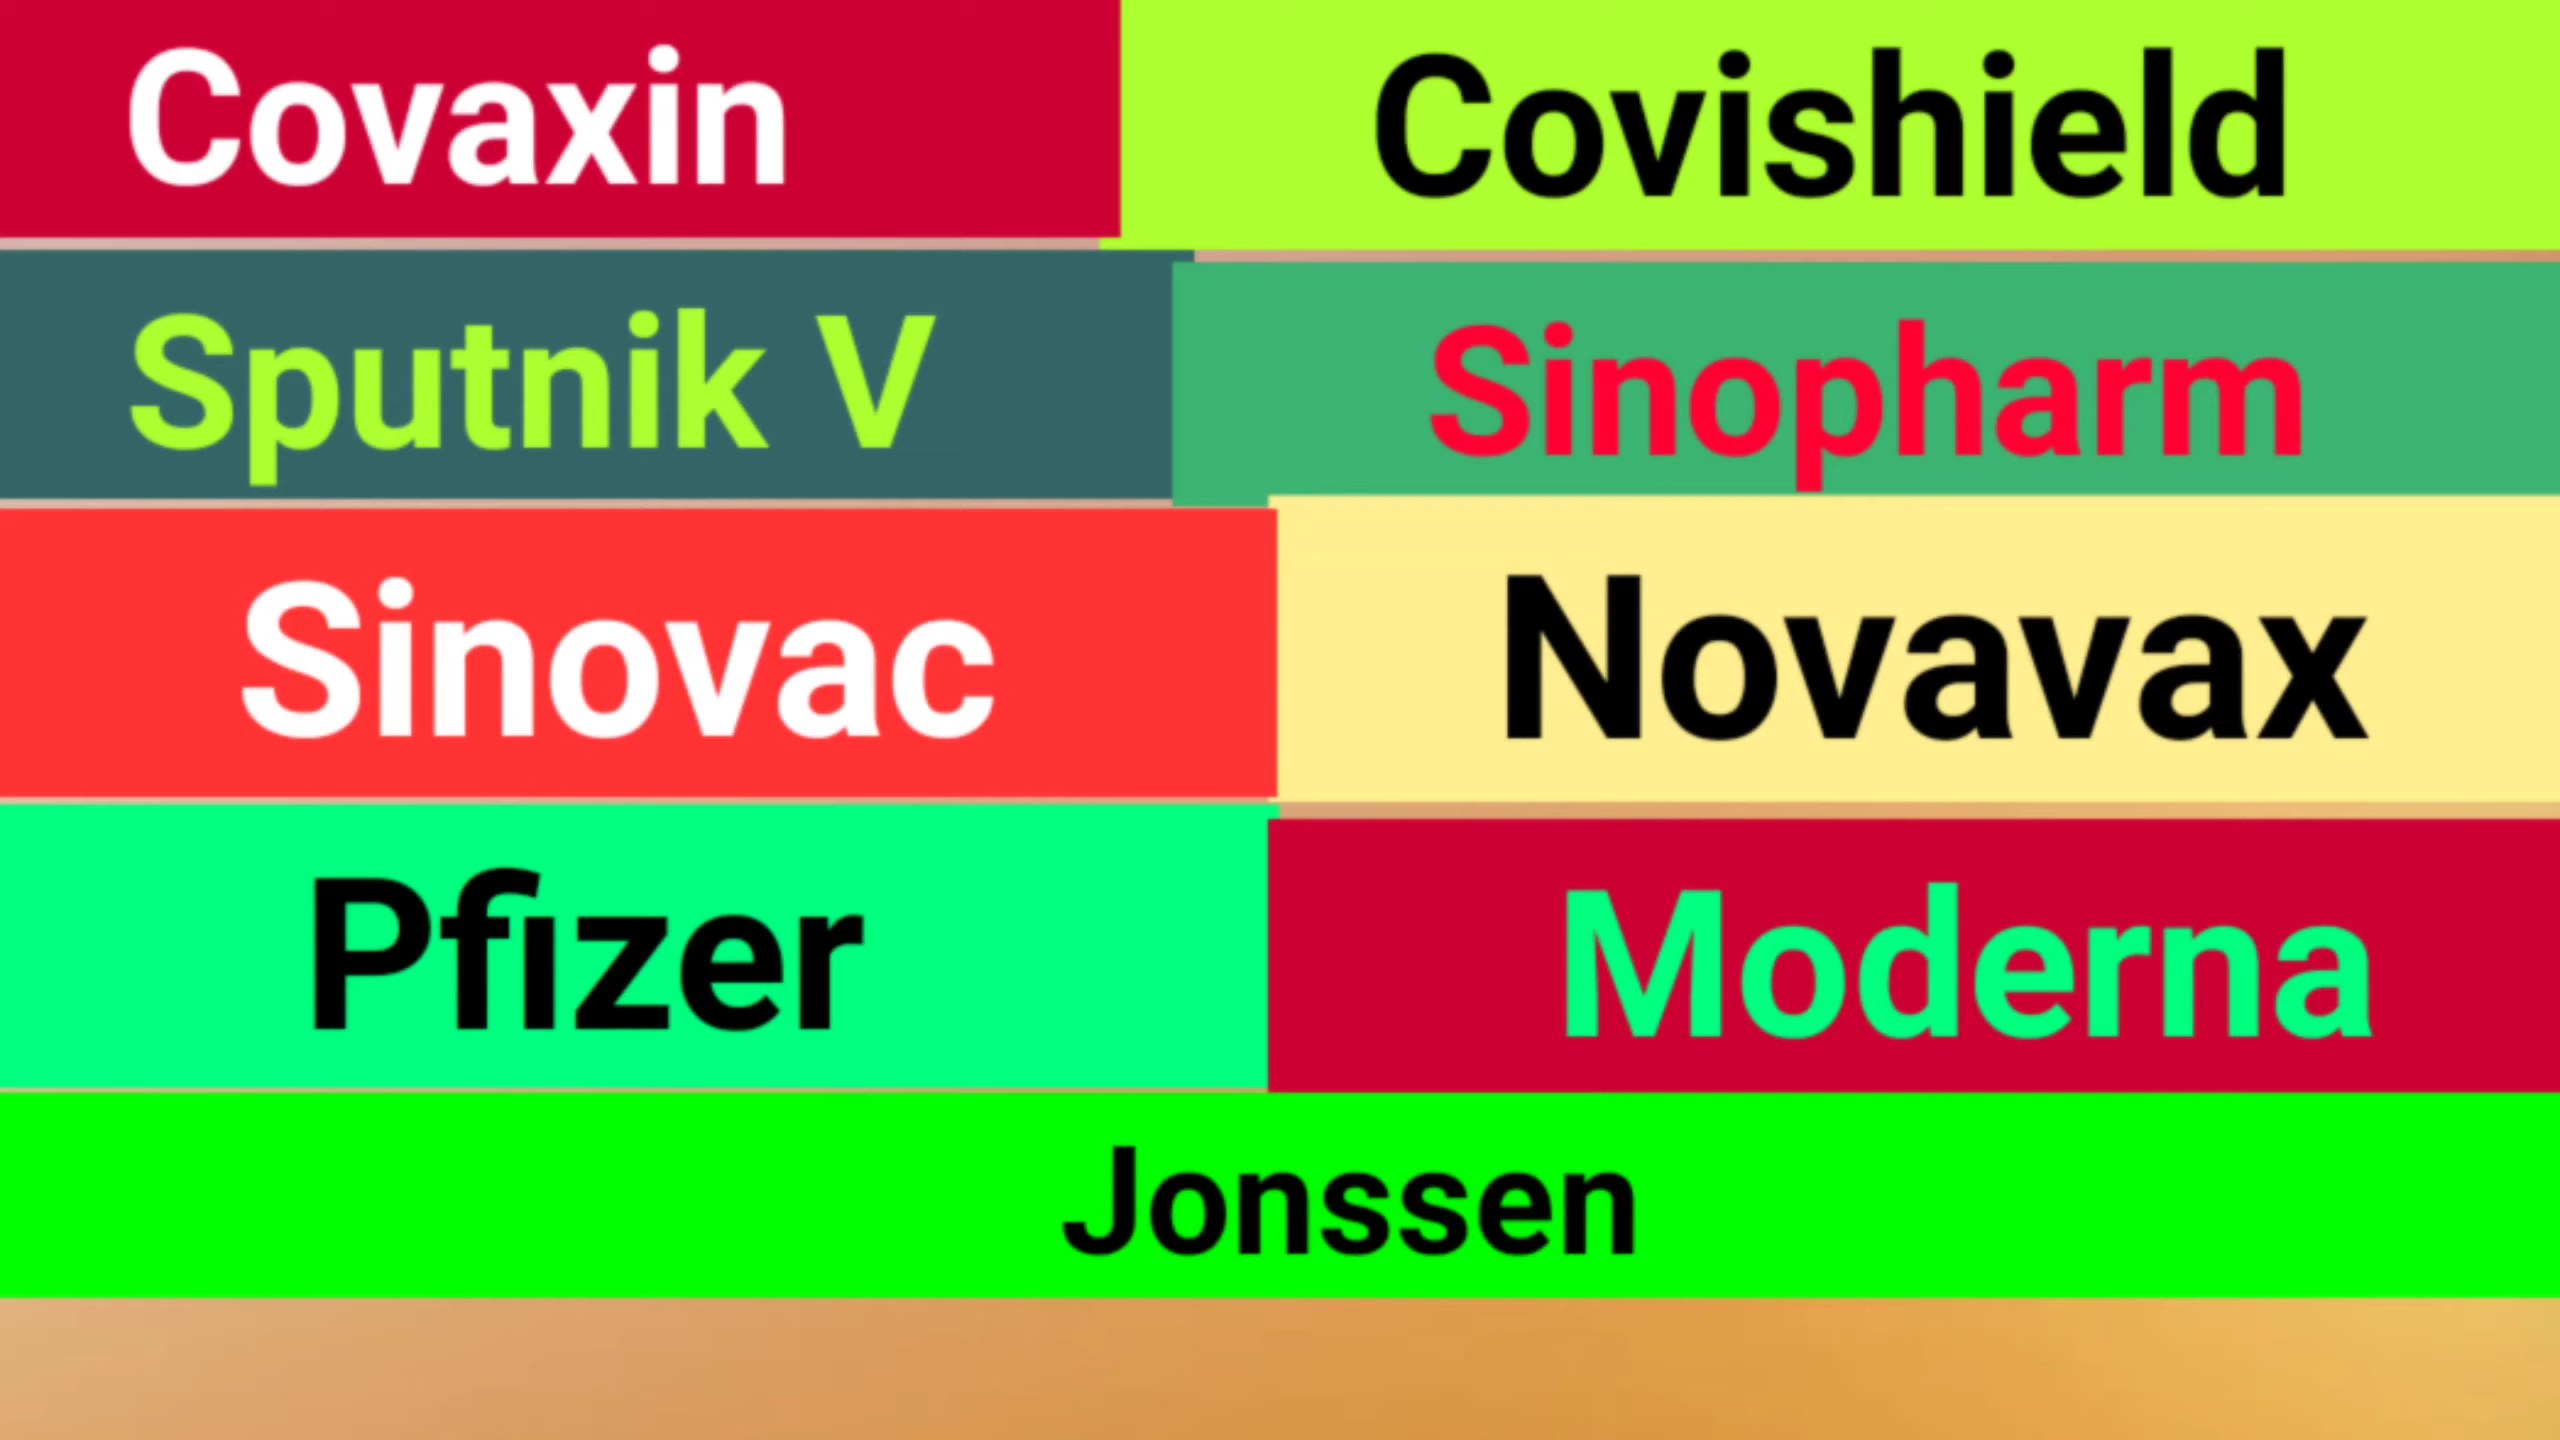 Covaxin
Covishield
Sputnik V
Sinopharm
Sinovac
Novavax
Pfizer
Moderna
Jonssen